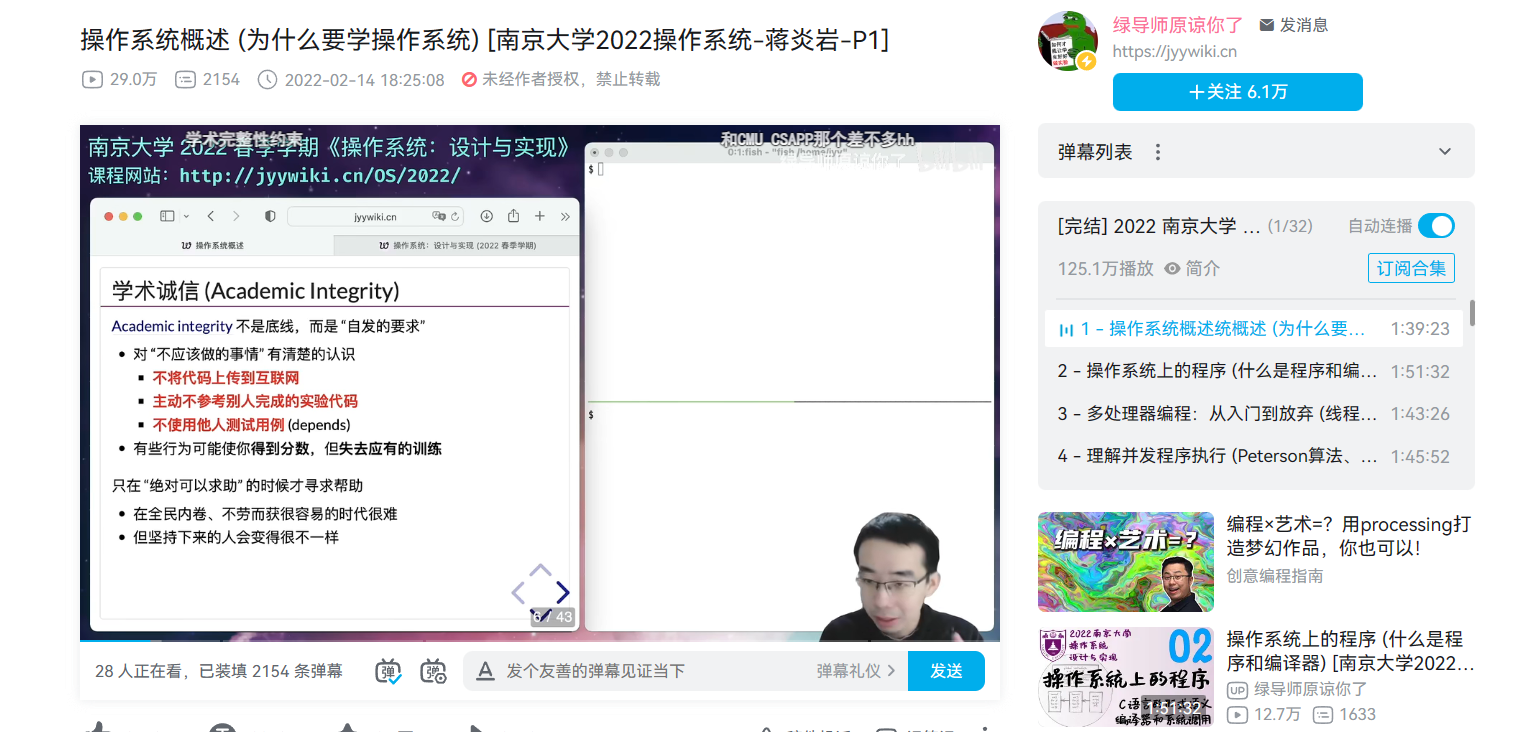 操作系统概述 (为什么要学操作系统) [南京大学2022操作系统-蒋炎岩-P1]
29.0万 2154 2022-02-14 18:25:08 未经作者授权，禁止转载
绿导师原谅你了 发消息
https://jyywiki.cn
＋关注 6.1万
学术完整性约束
和CMU CSAPP那个差不多hh
南京大学 2022 春季学期《操作系统：设计与实现》
课程网站：http://jyywiki.cn/OS/2022/
绿导师原谅你了 bilibili
0:1:fish - "fish /home/jyy"
$
jyywiki.cn
操作系统概述
操作系统：设计与实现 (2022 春季学期)
学术诚信 (Academic Integrity)
Academic integrity 不是底线，而是 “自发的要求”
对 “不应该做的事情” 有清楚的认识
不将代码上传到互联网
主动不参考别人完成的实验代码
不使用他人测试用例 (depends)
有些行为可能使你得到分数，但失去应有的训练
只在 “绝对可以求助” 的时候才寻求帮助
在全民内卷、不劳而获很容易的时代很难
但坚持下来的人会变得很不一样
6 / 43
$
28 人正在看，已装填 2154 条弹幕
弹 弹
发个友善的弹幕见证当下
弹幕礼仪
发送
弹幕列表
[完结] 2022 南京大学 ... (1/32) 自动连播
125.1万播放 简介 订阅合集
1 - 操作系统概述统概述 (为什么要... 1:39:23
2 - 操作系统上的程序 (什么是程序和编... 1:51:32
3 - 多处理器编程：从入门到放弃 (线程... 1:43:26
4 - 理解并发程序执行 (Peterson算法、... 1:45:52
编程×艺术=？
编程×艺术=？用processing打
造梦幻作品，你也可以！
创意编程指南
2022南京大学
操作系统
设计与实现
02
操作系统上的程序
C语言的形式语义
编译器和系统调用
1:51:32
操作系统上的程序 (什么是程
序和编译器) [南京大学2022...
UP 绿导师原谅你了
12.7万 1633